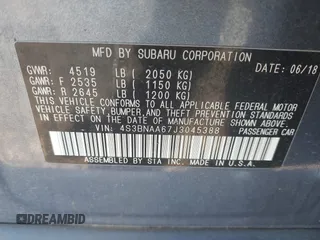 MFD. BY SUBARU CORPORATION
GVWR: 4519 LB ( 2050 KG) DATE: 06/18
GAWR: F 2535 LB ( 1150 KG)
GAWR: R 2645 LB ( 1200 KG)
THIS VEHICLE CONFORMS TO ALL APPLICABLE FEDERAL MOTOR
VEHICLE SAFETY, BUMPER, AND THEFT PREVENTION STANDARDS
IN EFFECT ON THE DATE OF MANUFACTURE SHOWN ABOVE.
VIN: 4S3BNAA67J3045388 PASSENGER CAR
ASSEMBLED BY SIA MADE IN U.S.A.
DREAMBID